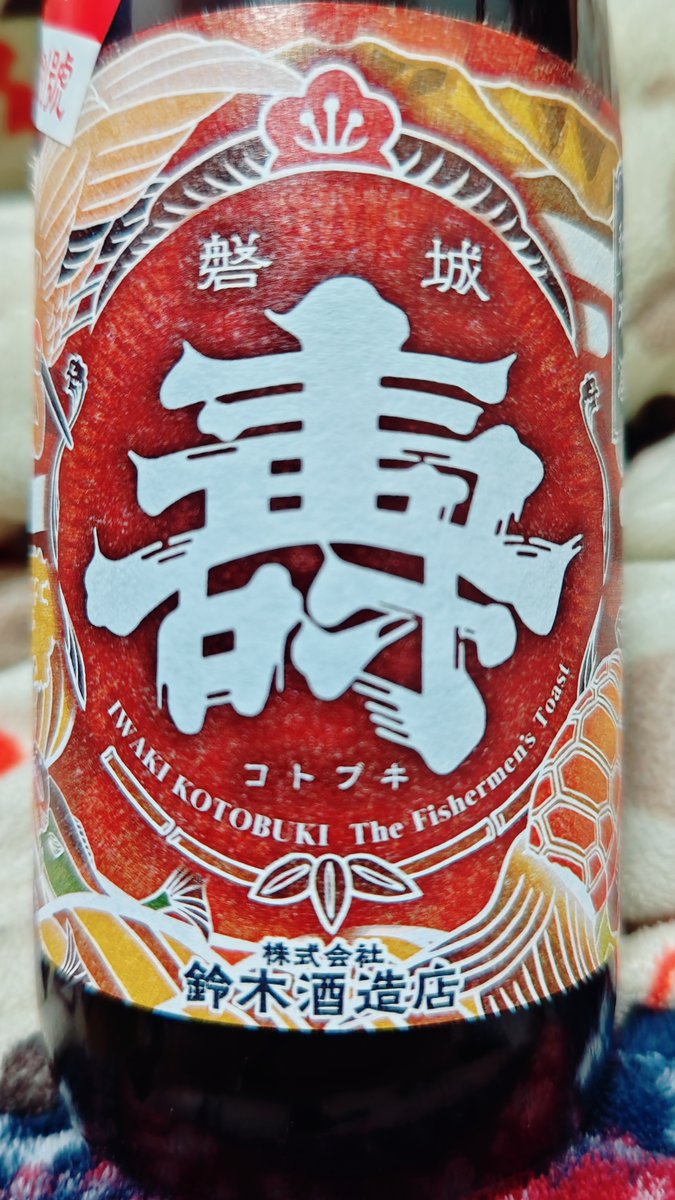 號
磐城
壽
コトブキ
IWAKI KOTOBUKI The Fishermen's Toast
株式会社
鈴木酒造店